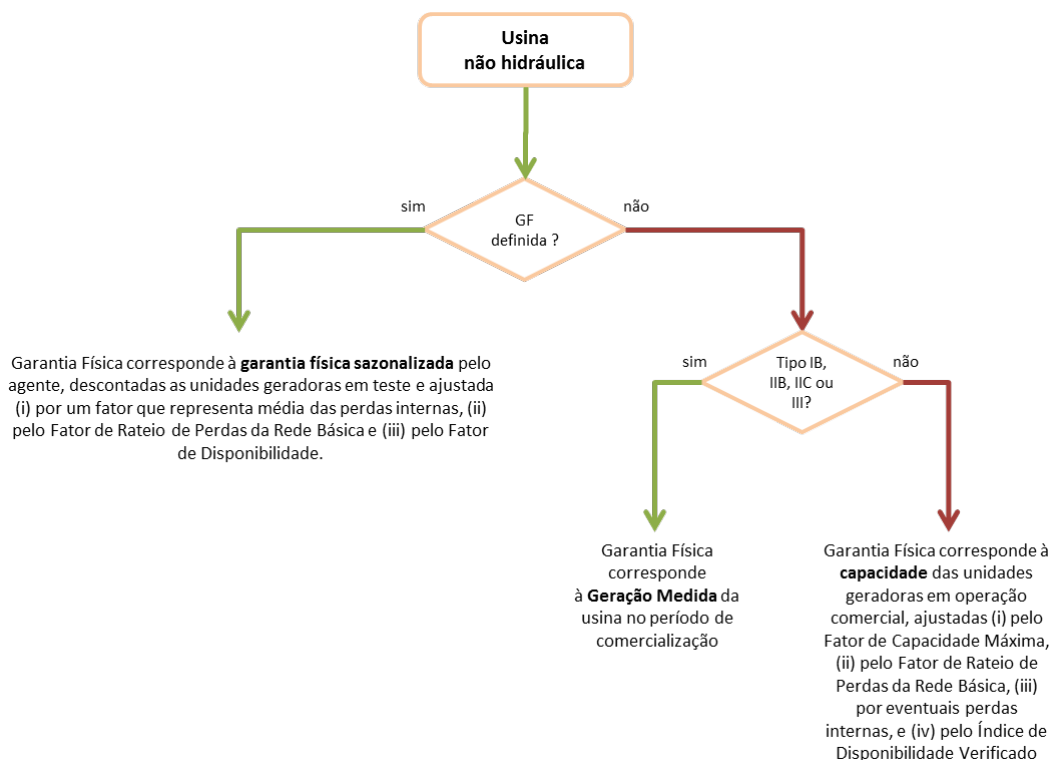 Usina
não hidráulica
sim
não
GF
definida ?
Garantia Física corresponde à garantia física sazonalizada pelo
agente, descontadas as unidades geradoras em teste e ajustada
(i) por um fator que representa média das perdas internas, (ii)
pelo Fator de Rateio de Perdas da Rede Básica e (iii) pelo Fator
de Disponibilidade.
sim
não
Tipo IB,
IIB, IIC ou
III?
Garantia Física
corresponde
à Geração Medida da
usina no período de
comercialização
Garantia Física corresponde à
capacidade das unidades
geradoras em operação
comercial, ajustadas (i) pelo
Fator de Capacidade Máxima,
(ii) pelo Fator de Rateio de
Perdas da Rede Básica, (iii)
por eventuais perdas
internas, e (iv) pelo Índice de
Disponibilidade Verificado